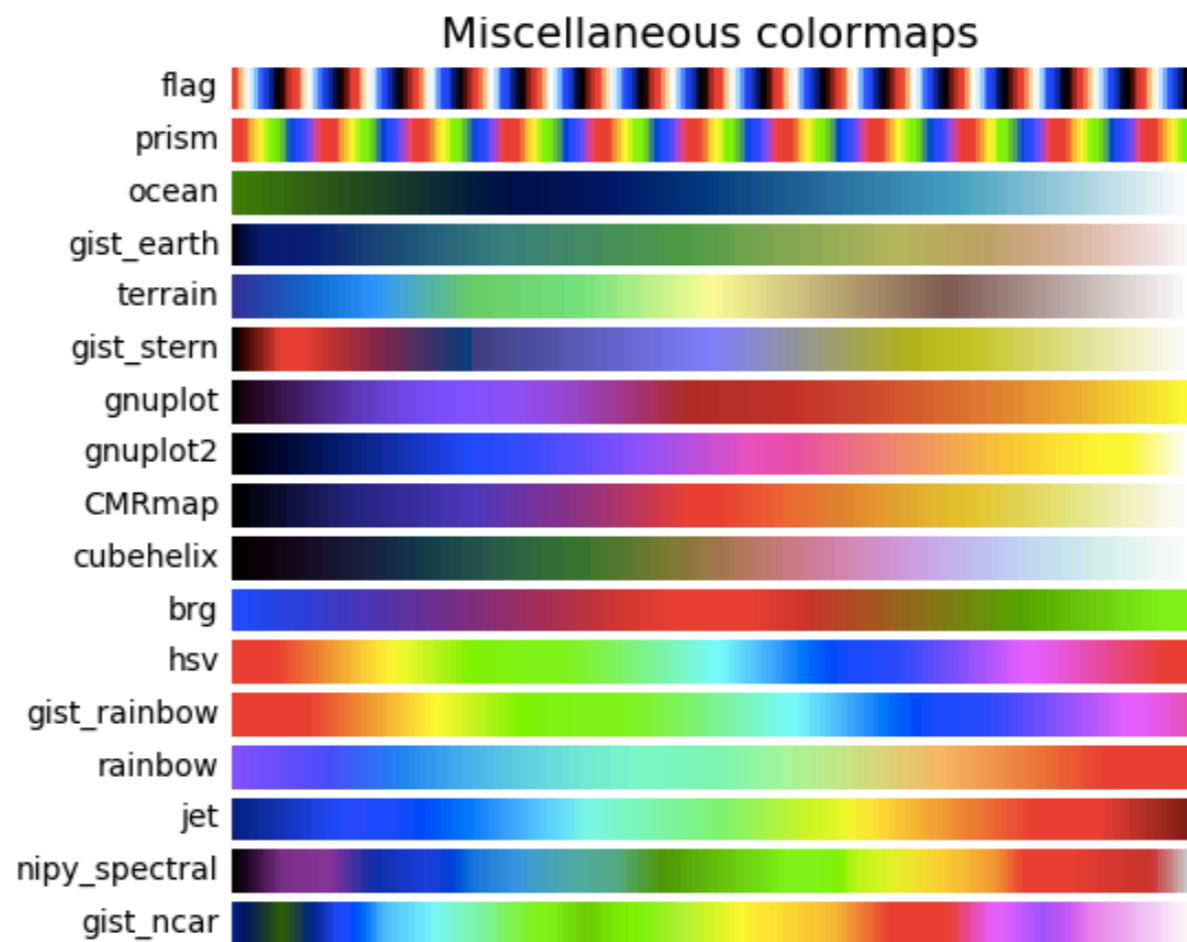 Miscellaneous colormaps
flag
prism
ocean
gist_earth
terrain
gist_stern
gnuplot
gnuplot2
CMRmap
cubehelix
brg
hsv
gist_rainbow
rainbow
jet
nipy_spectral
gist_ncar